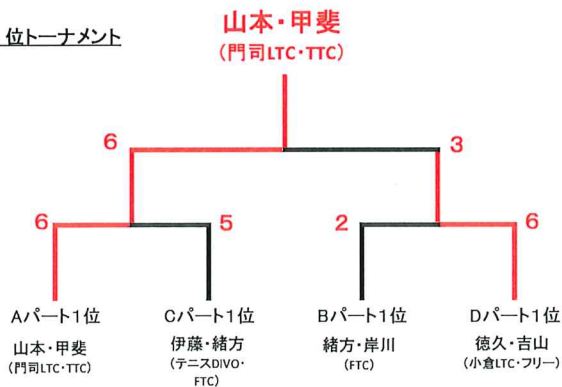 位トーナメント
山本・甲斐
(門司LTC・TTC)
6
3
6
5
2
6
Aパート1位
Cパート1位
Bパート1位
Dパート1位
山本・甲斐
(門司LTC・TTC)
伊藤・緒方
(テニスDIVO・
FTC)
緒方・岸川
(FTC)
徳久・吉山
(小倉LTC・フリー)